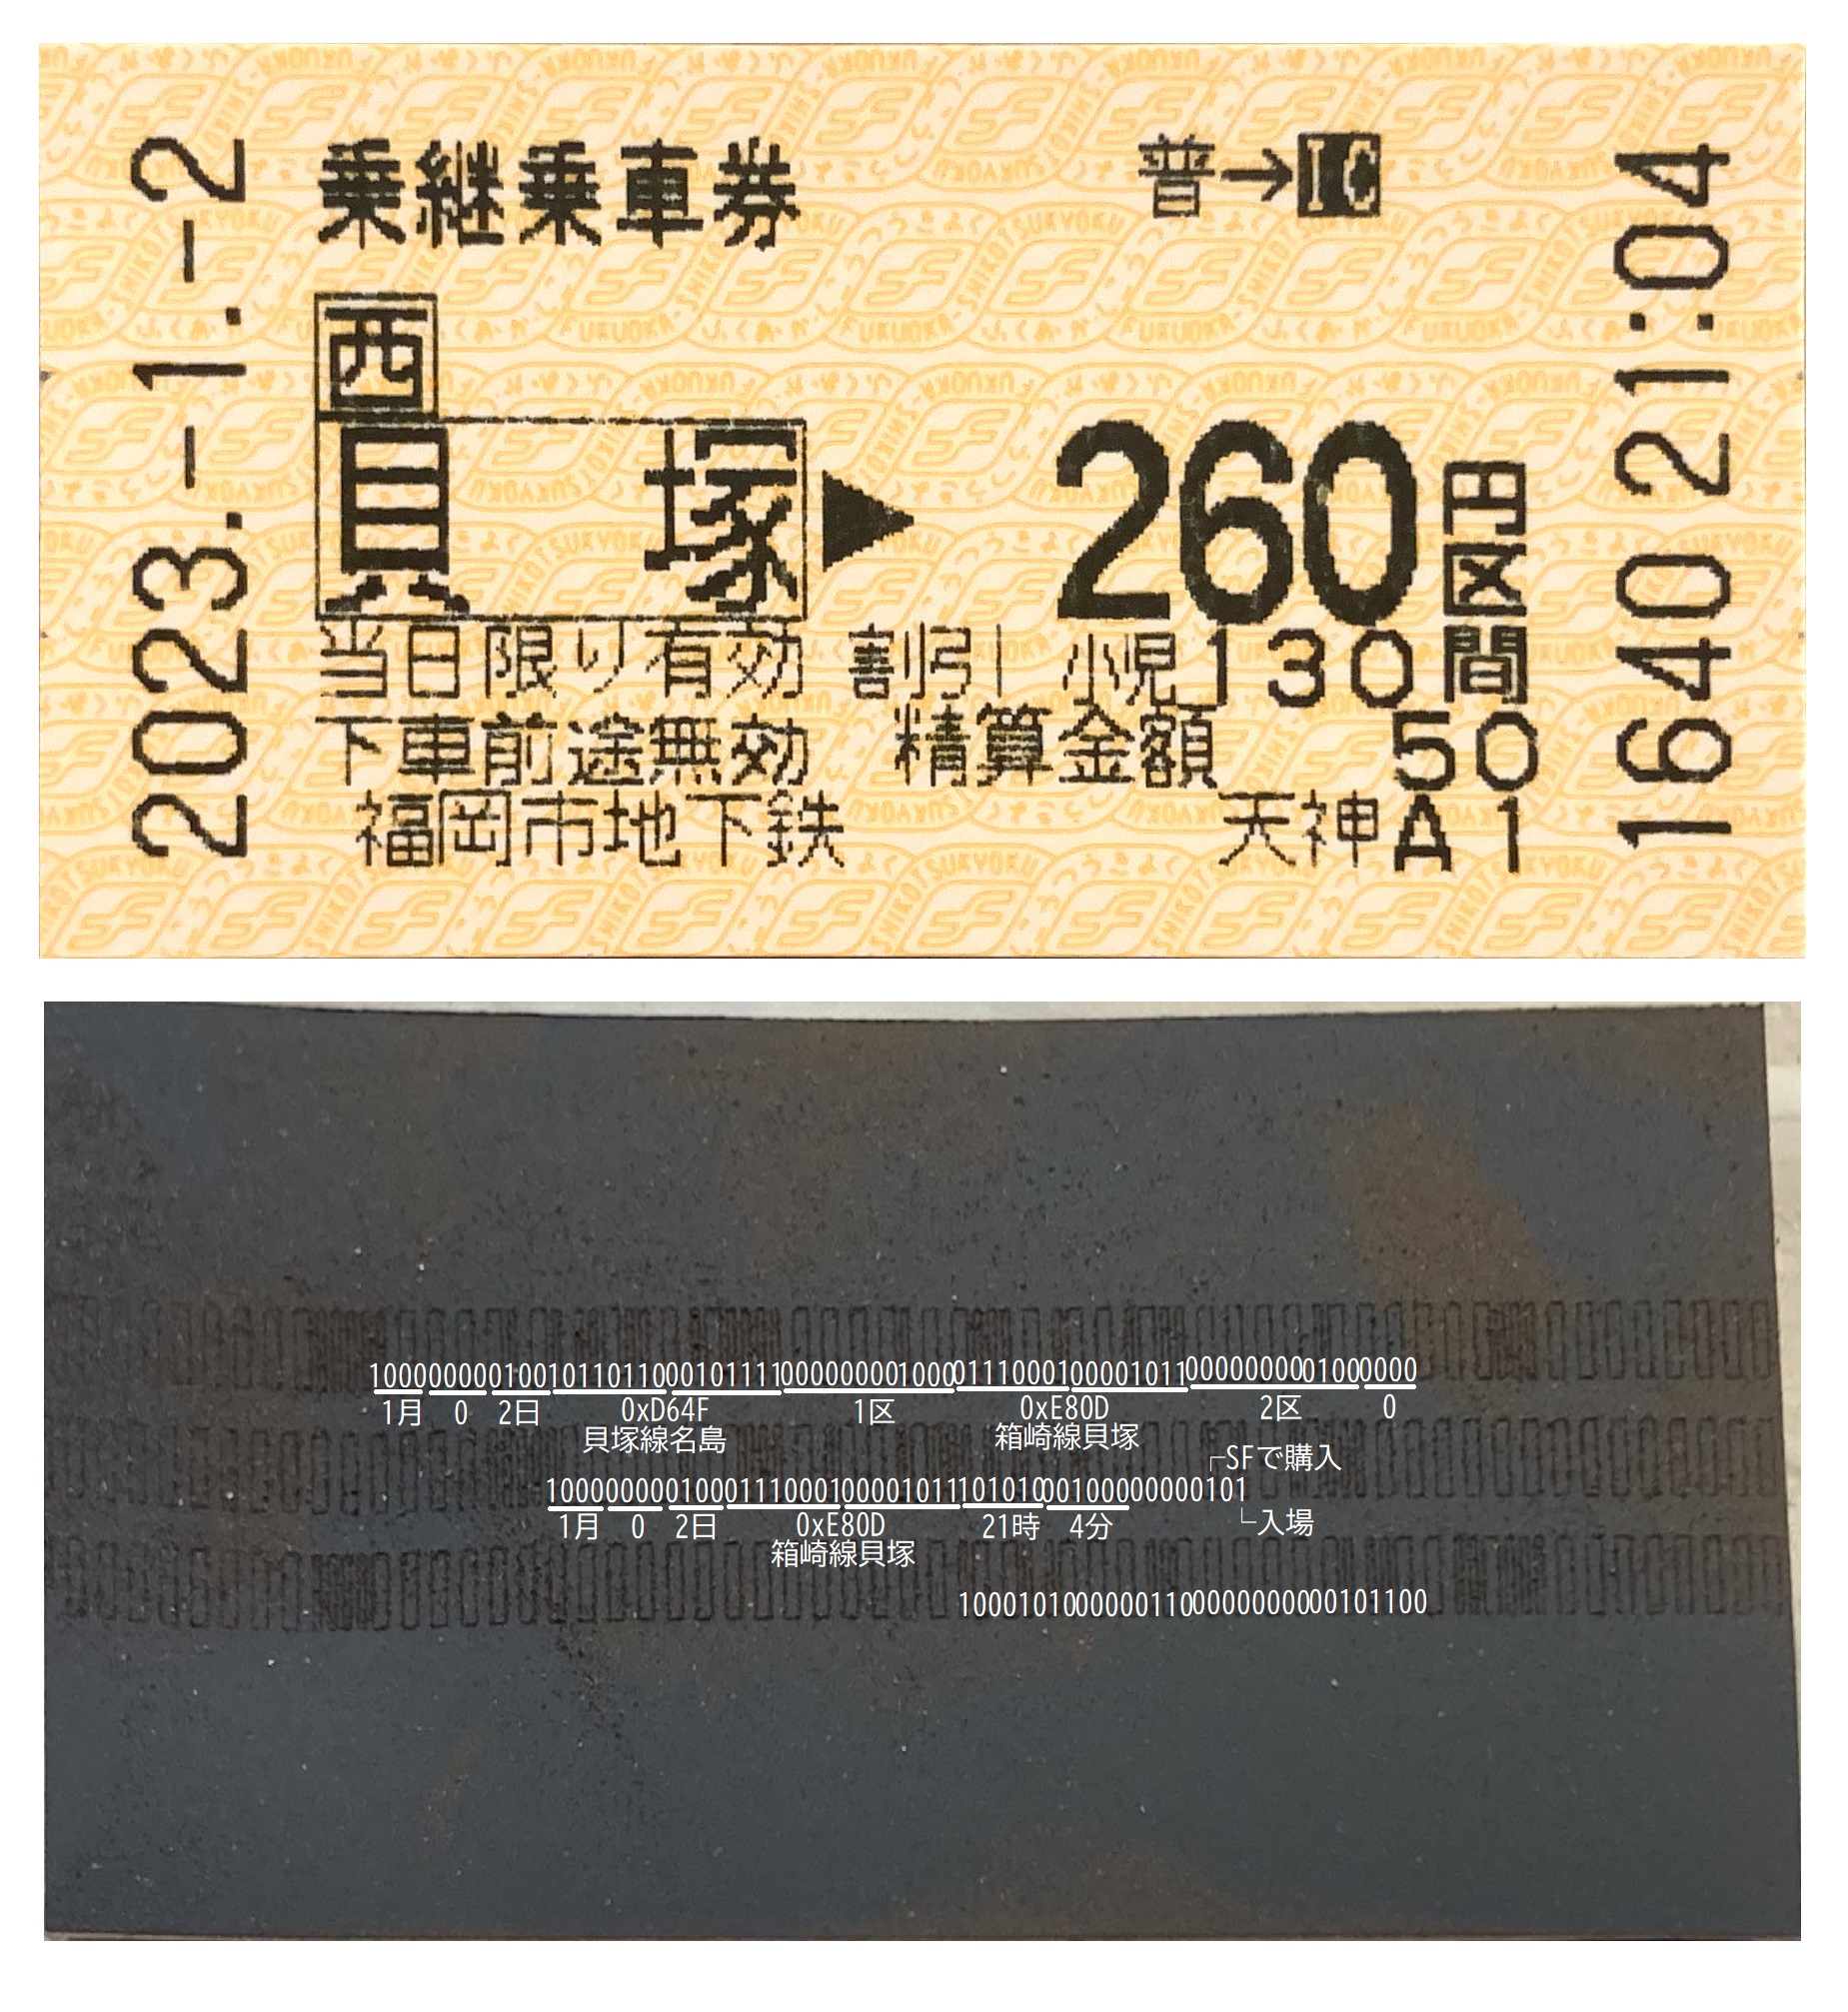 2023.-1.-2
乗継乗車券
普→IC
西
貝塚▶260円区間
当日限り有効 割引 小児130
下車前途無効 精算金額 50
福岡市地下鉄 天神A1
1640 21:04
100000000100101101100010111100000000100001110001000010110000000001000000
1月 0 2日 0xD64F 1区 0xE80D 2区 0
貝塚線名島 箱崎線貝塚
┌SFで購入
100000000100011100010000101110101000100000000101
1月 0 2日 0xE80D 21時 4分 └入場
箱崎線貝塚
10001010000001100000000000101100